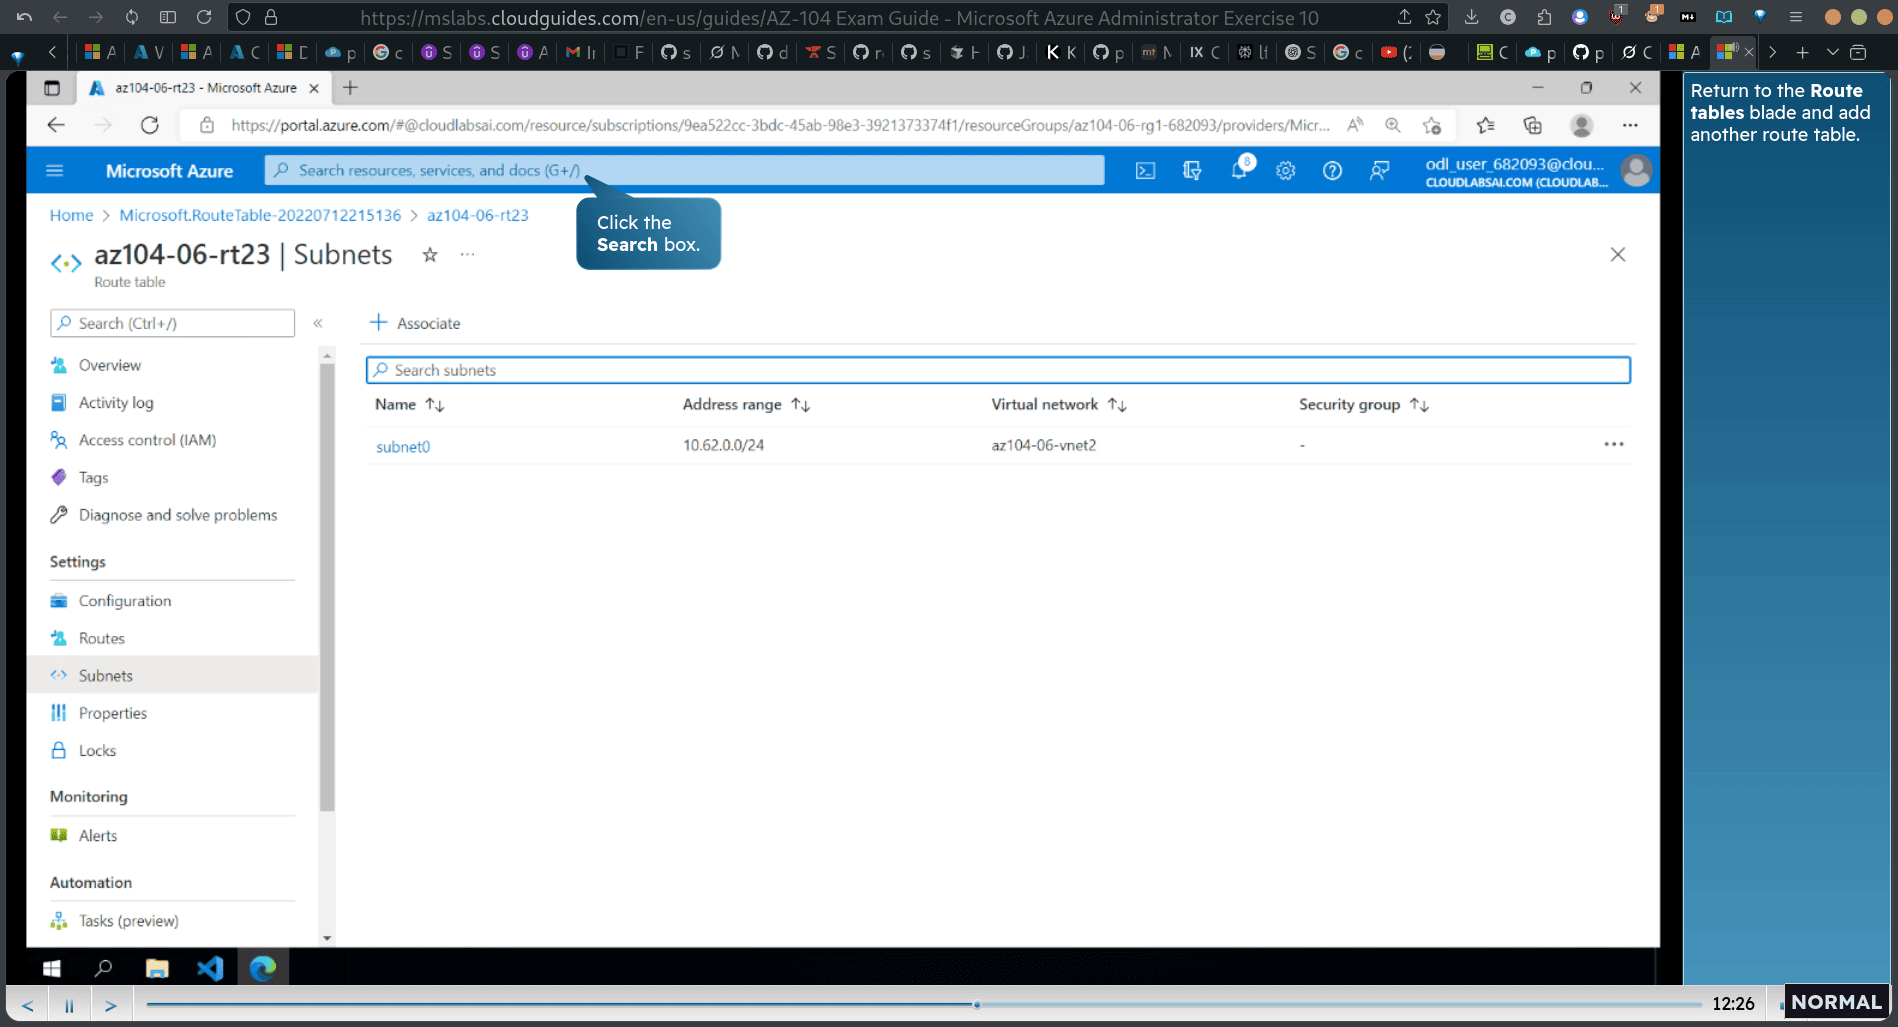 https://mslabs.cloudguides.com/en-us/guides/AZ-104 Exam Guide - Microsoft Azure Administrator Exercise 10
az104-06-rt23 - Microsoft Azure
https://portal.azure.com/#@cloudlabsai.com/resource/subscriptions/9ea522cc-3bdc-45ab-98e3-3921373374f1/resourceGroups/az104-06-rg1-682093/providers/Micr...
Microsoft Azure
Search resources, services, and docs (G+/)
8
odl_user_682093@clou...
CLOUDLABSAI.COM (CLOUDLAB...
Home > Microsoft.RouteTable-20220712215136 > az104-06-rt23
Click the
Search box.
az104-06-rt23 | Subnets
Route table
Search (Ctrl+/)
Overview
Activity log
Access control (IAM)
Tags
Diagnose and solve problems
Settings
Configuration
Routes
Subnets
Properties
Locks
Monitoring
Alerts
Automation
Tasks (preview)
Associate
Search subnets
Name Address range Virtual network Security group
subnet0 10.62.0.0/24 az104-06-vnet2 -
Return to the Route
tables blade and add
another route table.
12:26
NORMAL